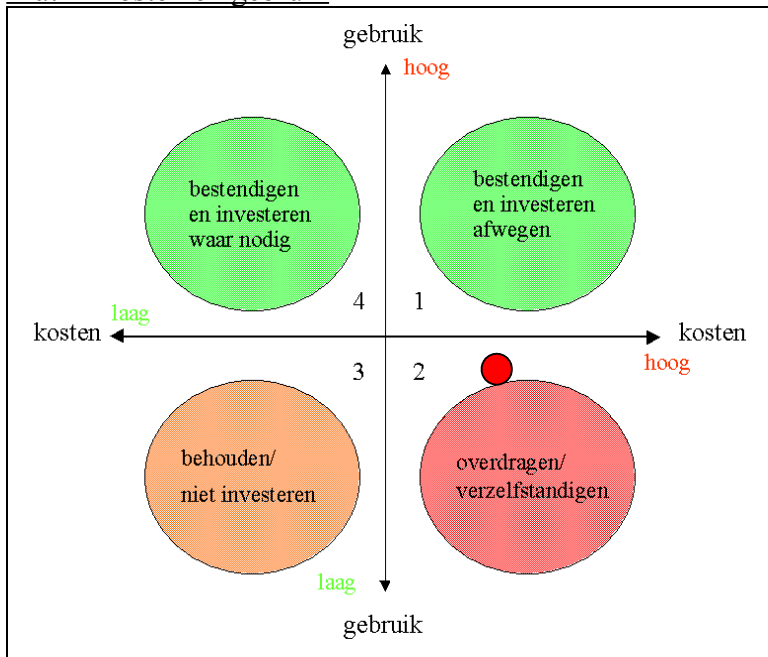 gebruik
hoog
bestendigen
en investeren
waar nodig
bestendigen
en investeren
afwegen
laag
4
1
kosten
kosten
3
2
hoog
behouden/
niet investeren
overdragen/
verzelfstandigen
laag
gebruik